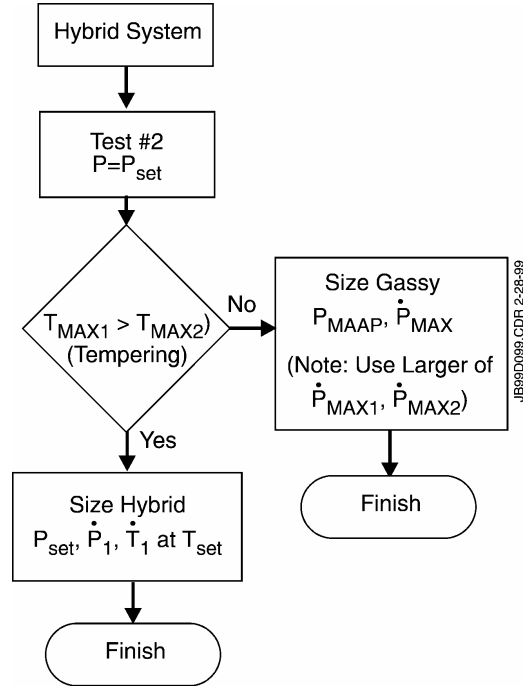 Hybrid System
Test #2
P=Pset
TMAX1 > TMAX2)
(Tempering)
No
Yes
Size Gassy
PMAAP, ṖMAX
(Note: Use Larger of
ṖMAX1, ṖMAX2)
Finish
Size Hybrid
Pset, Ṗ1, Ṫ1 at Tset
Finish
JB99D099.CDR 2-28-99